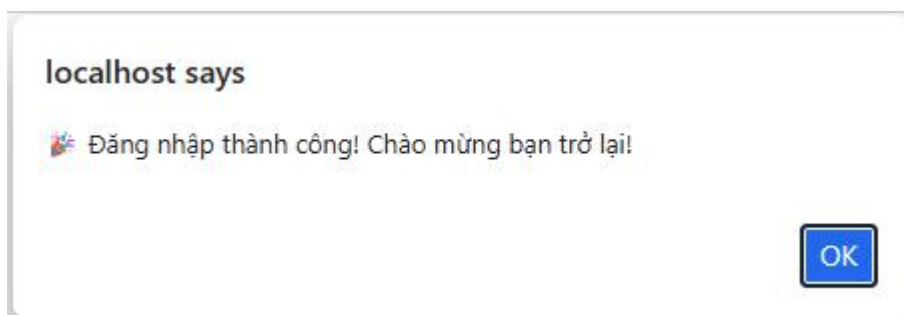 localhost says
🎉 Đăng nhập thành công! Chào mừng bạn trở lại!
OK